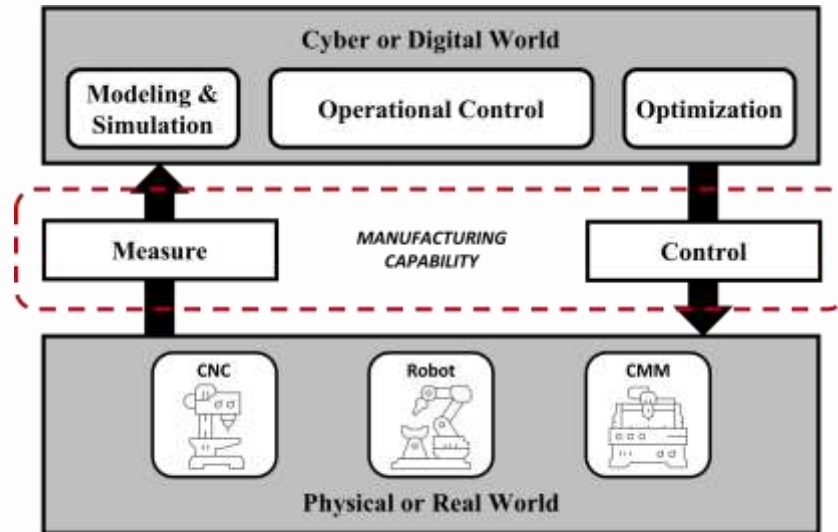 Cyber or Digital World
Modeling &
Simulation
Operational Control
Optimization
Measure
MANUFACTURING
CAPABILITY
Control
CNC
Robot
CMM
Physical or Real World